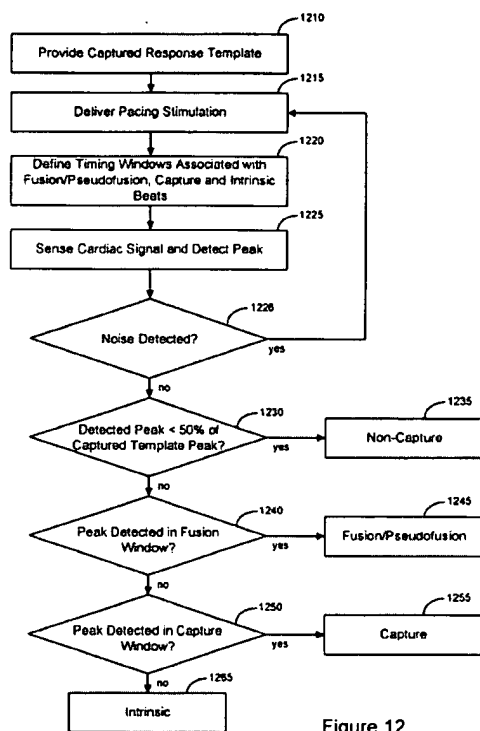 1210
Provide Captured Response Template
1215
Deliver Pacing Stimulation
1220
Define Timing Windows Associated with
Fusion/Pseudofusion, Capture and Intrinsic
Beats
1225
Sense Cardiac Signal and Detect Peak
1226
Noise Detected?
yes
no
1230
Detected Peak < 50% of
Captured Template Peak?
yes
1235
Non-Capture
no
1240
Peak Detected in Fusion
Window?
yes
1245
Fusion/Pseudofusion
no
1250
Peak Detected in Capture
Window?
yes
1255
Capture
no
1265
Intrinsic
Figure 12